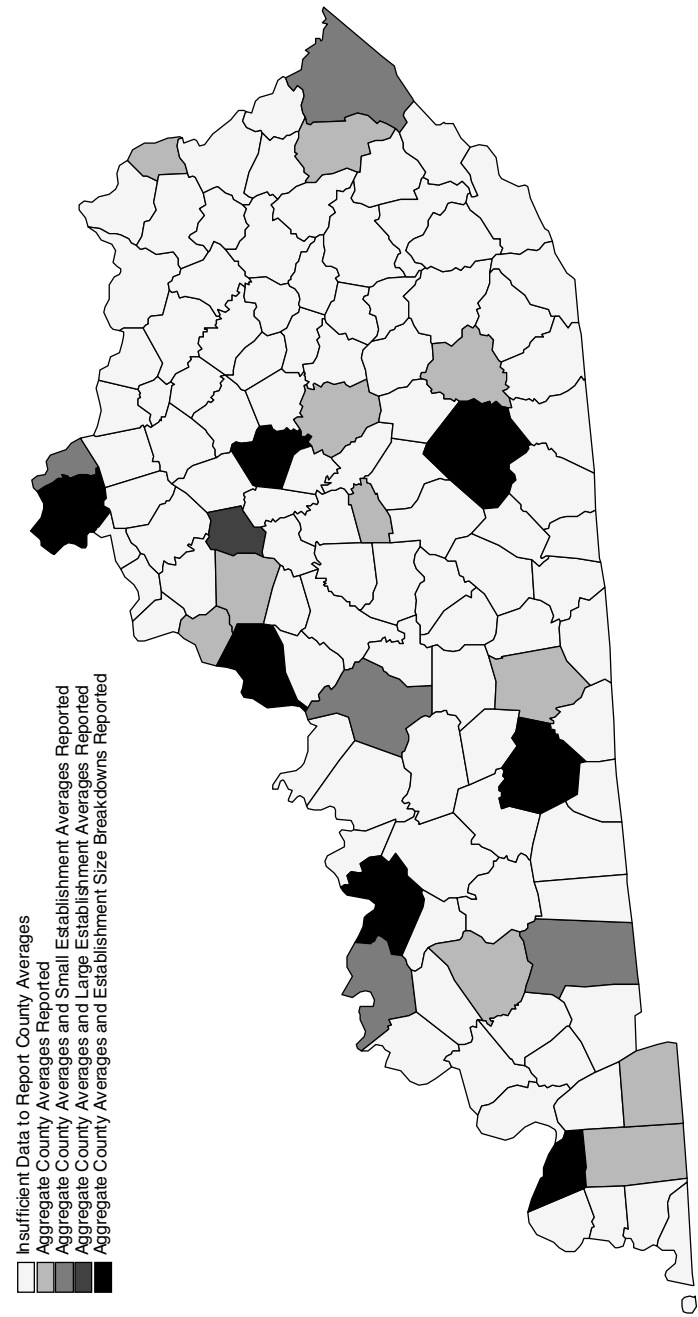 Insufficient Data to Report County Averages
Aggregate County Averages Reported
Aggregate County Averages and Small Establishment Averages Reported
Aggregate County Averages and Large Establishment Averages Reported
Aggregate County Averages and Establishment Size Breakdowns Reported